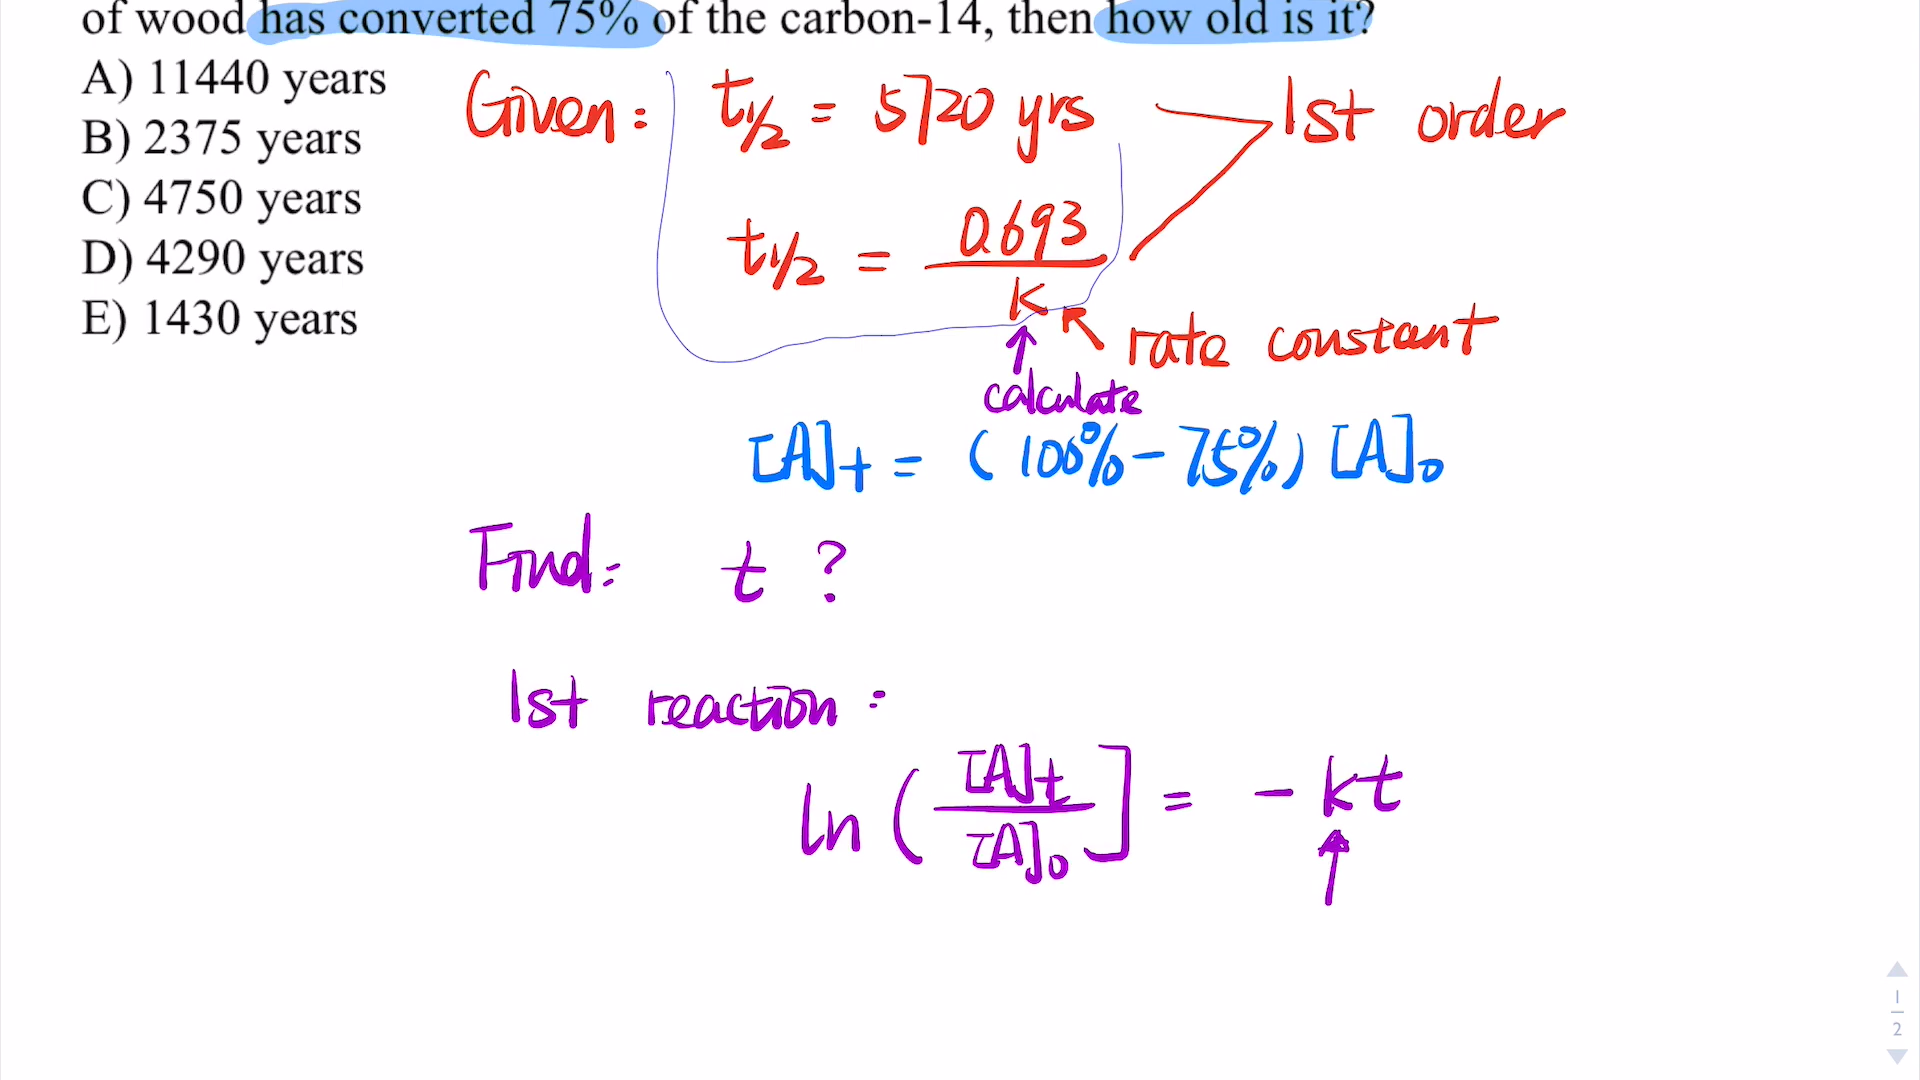 of wood has converted 75% of the carbon-14, then how old is it?
A) 11440 years
B) 2375 years
C) 4750 years
D) 4290 years
E) 1430 years
Given: t1/2 = 5720 yrs 1st order
t1/2 = 0.693 / k
rate constant
calculate
[A]t = (100% - 75%) [A]0
Find: t ?
1st reaction:
ln ( [A]t / [A]0 ] = - kt
1
2